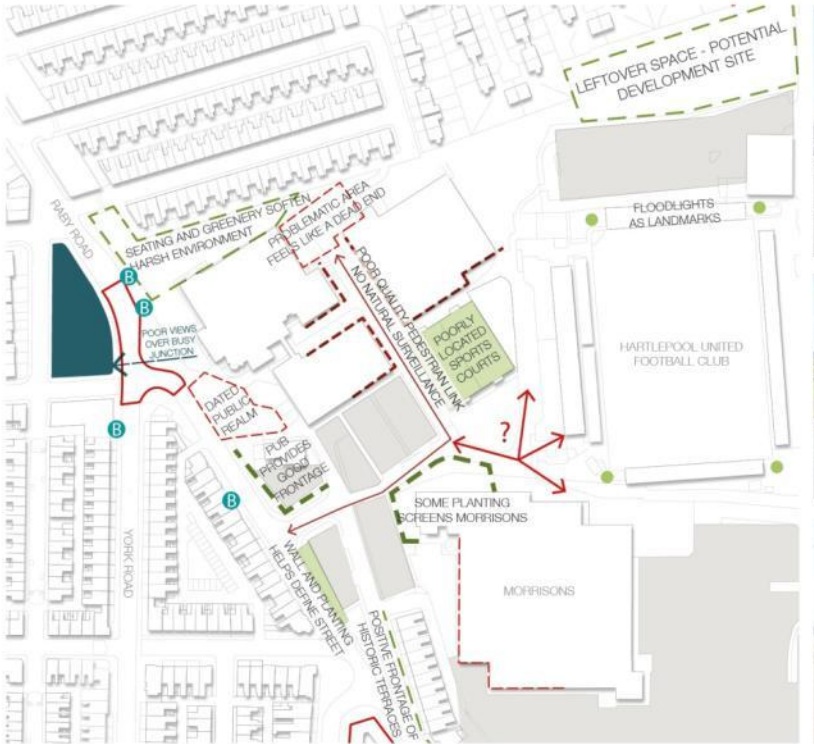 LEFTOVER SPACE - POTENTIAL
DEVELOPMENT SITE
RABY ROAD
SEATING AND GREENERY SOFTEN
HARSH ENVIRONMENT
PROBLEMATIC AREA
FEELS LIKE A DEAD END
FLOODLIGHTS
AS LANDMARKS
B
B
POOR VIEWS
OVER BUSY
JUNCTION
POOR QUALITY PEDESTRIAN LINK
NO NATURAL SURVEILLANCE
POORLY
LOCATED
SPORTS
COURTS
HARTLEPOOL UNITED
FOOTBALL CLUB
DATED
PUBLIC
REALM
B
?
PUB
PROVIDES
GOOD
FRONTAGE
B
SOME PLANTING
SCREENS MORRISONS
YORK ROAD
WALL AND PLANTING
HELPS DEFINE STREET
MORRISONS
POSITIVE FRONTAGE OF
HISTORIC TERRACES